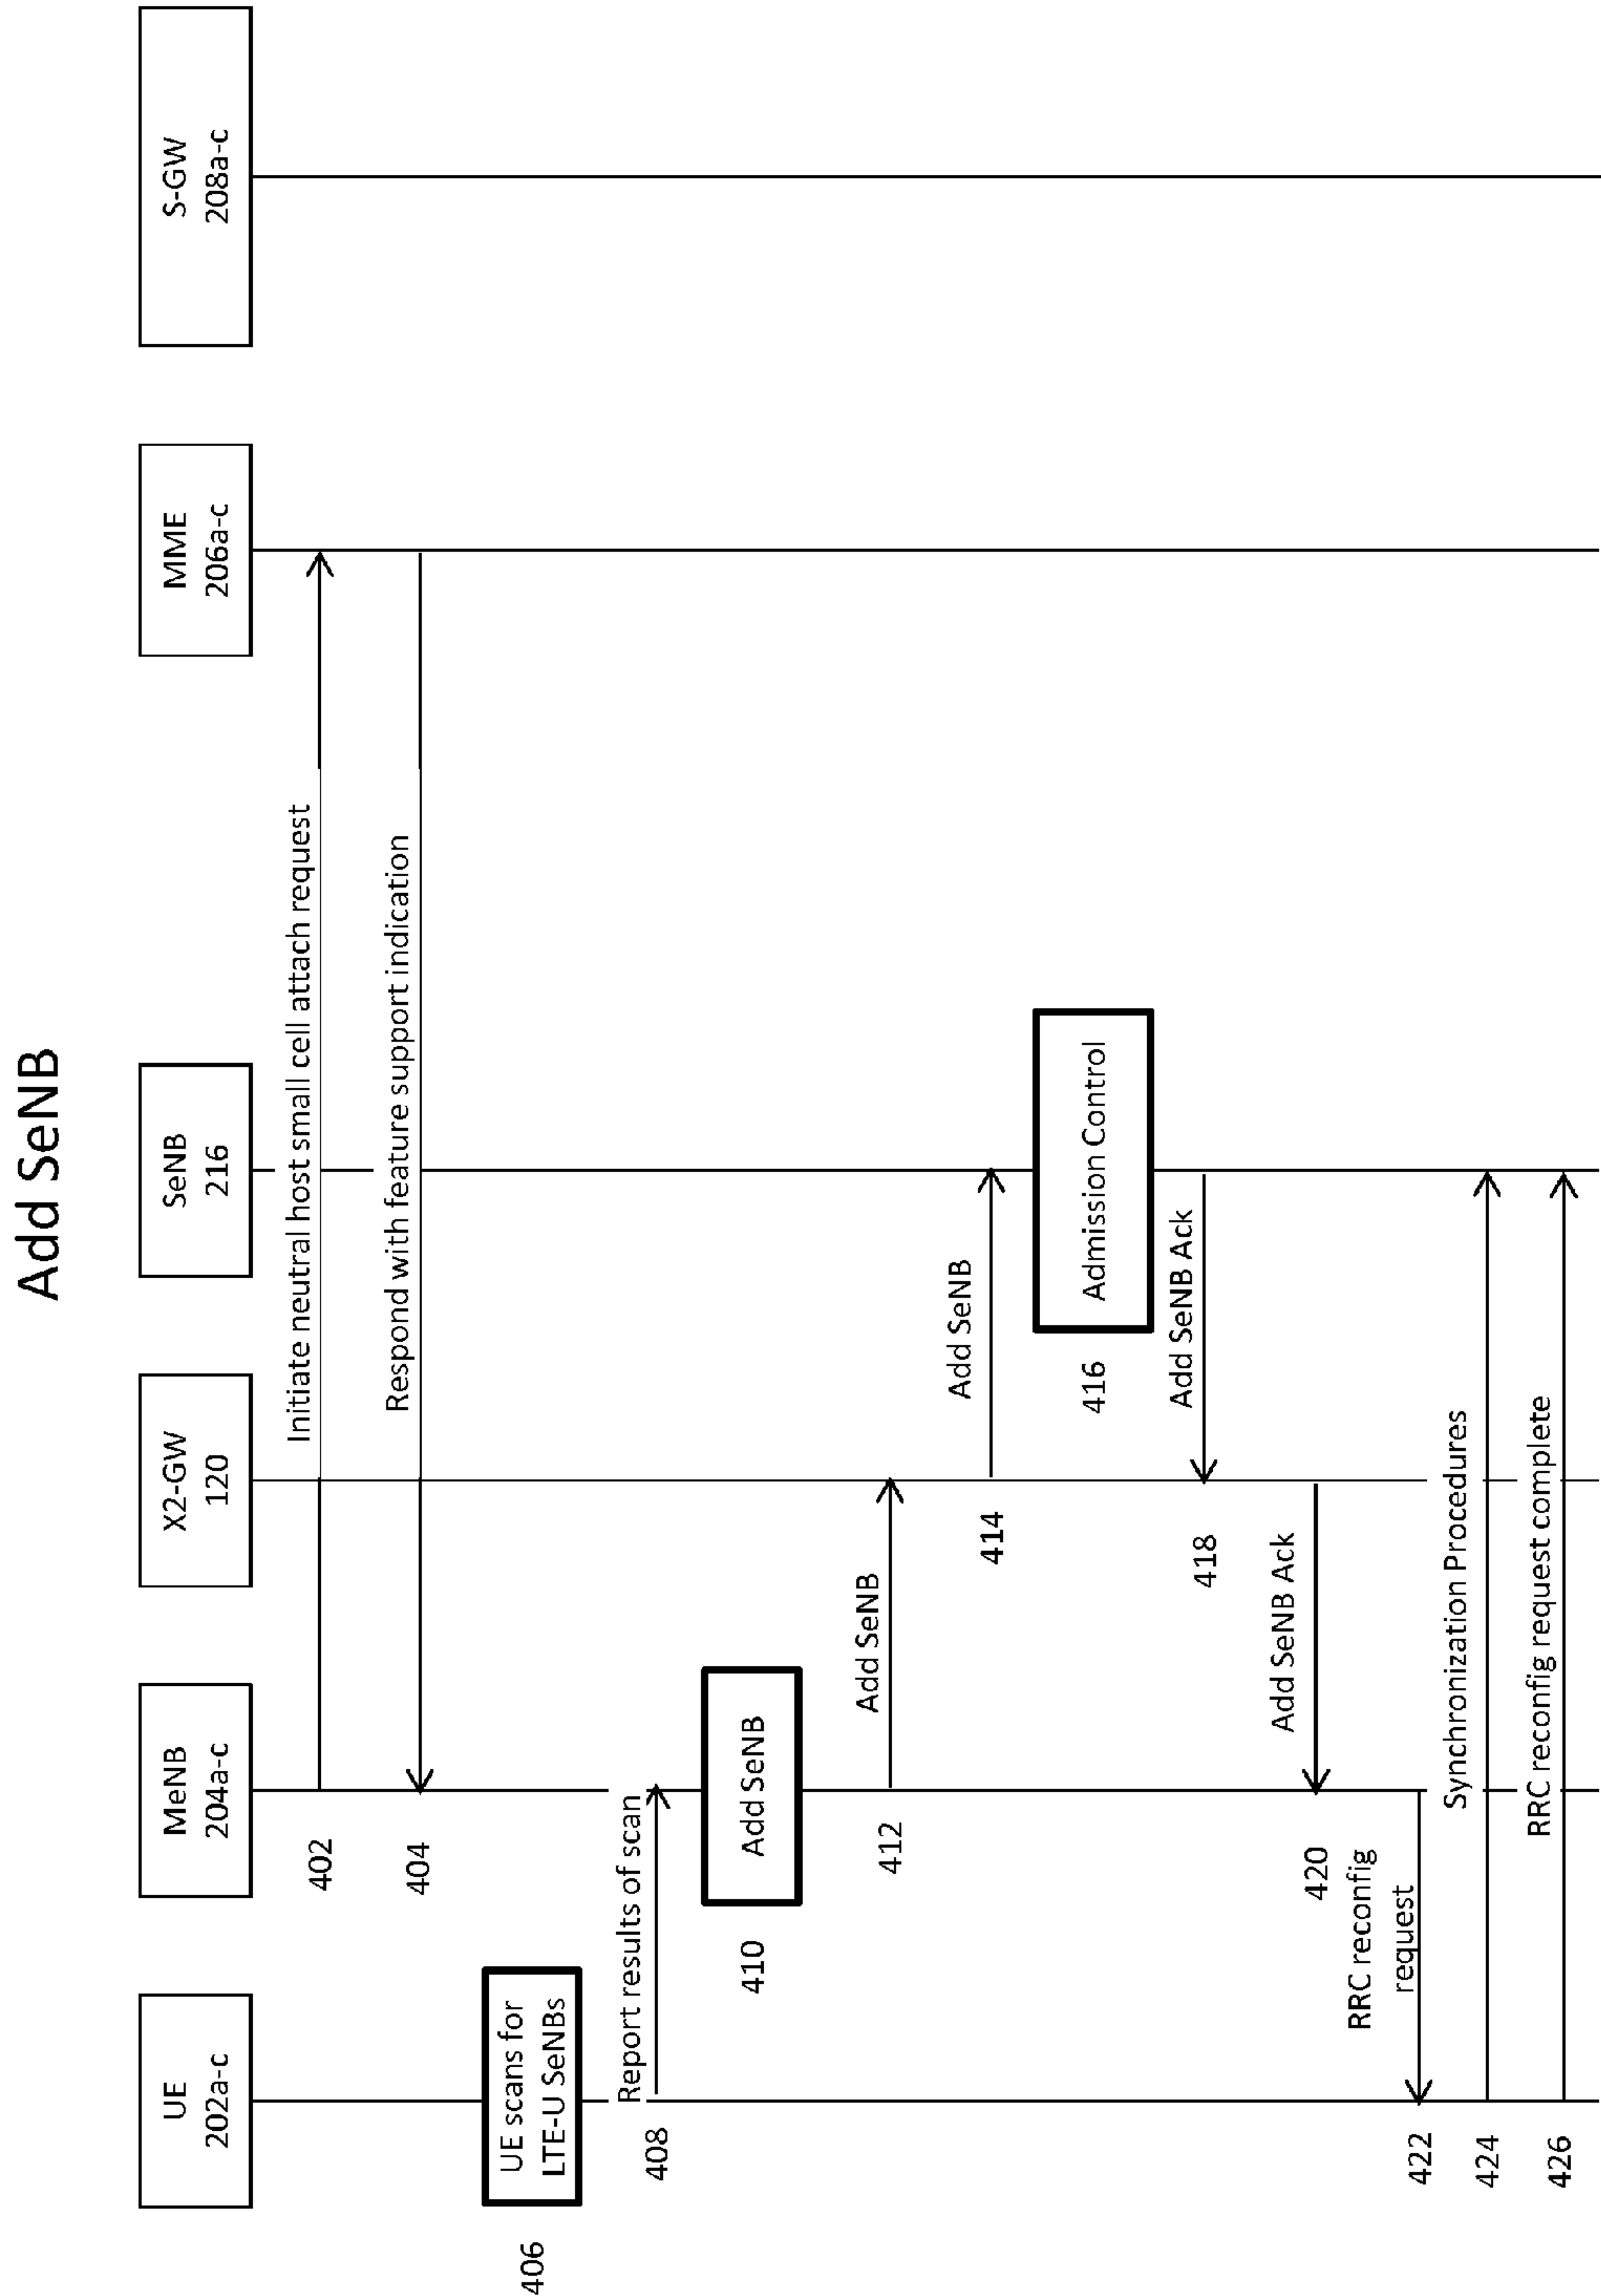 Add SeNB
UE
202a-c
MeNB
204a-c
X2-GW
120
SeNB
216
MME
206a-c
S-GW
208a-c
Initiate neutral host small cell attach request
402
Respond with feature support indication
404
UE scans for
LTE-U SeNBs
406
Report results of scan
408
Add SeNB
410
Add SeNB
412
Add SeNB
414
Admission Control
416
Add SeNB Ack
418
Add SeNB Ack
420
RRC reconfig
request
422
Synchronization Procedures
424
RRC reconfig request complete
426